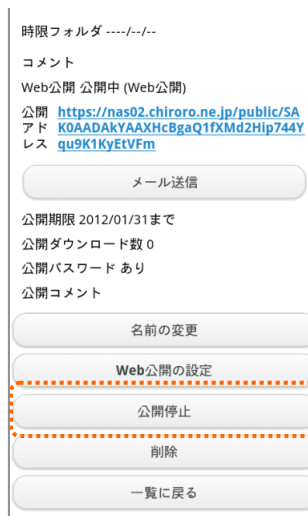 時限フォルダ ----/--/--
コメント
Web公開 公開中 (Web公開)
公開アドレス https://nas02.chiroro.ne.jp/public/SA
K0AADAkYAAXHcBgaQ1fXMd2Hip744Y
qu9K1KyEtVFm
メール送信
公開期限 2012/01/31まで
公開ダウンロード数 0
公開パスワード あり
公開コメント
名前の変更
Web公開の設定
公開停止
削除
一覧に戻る